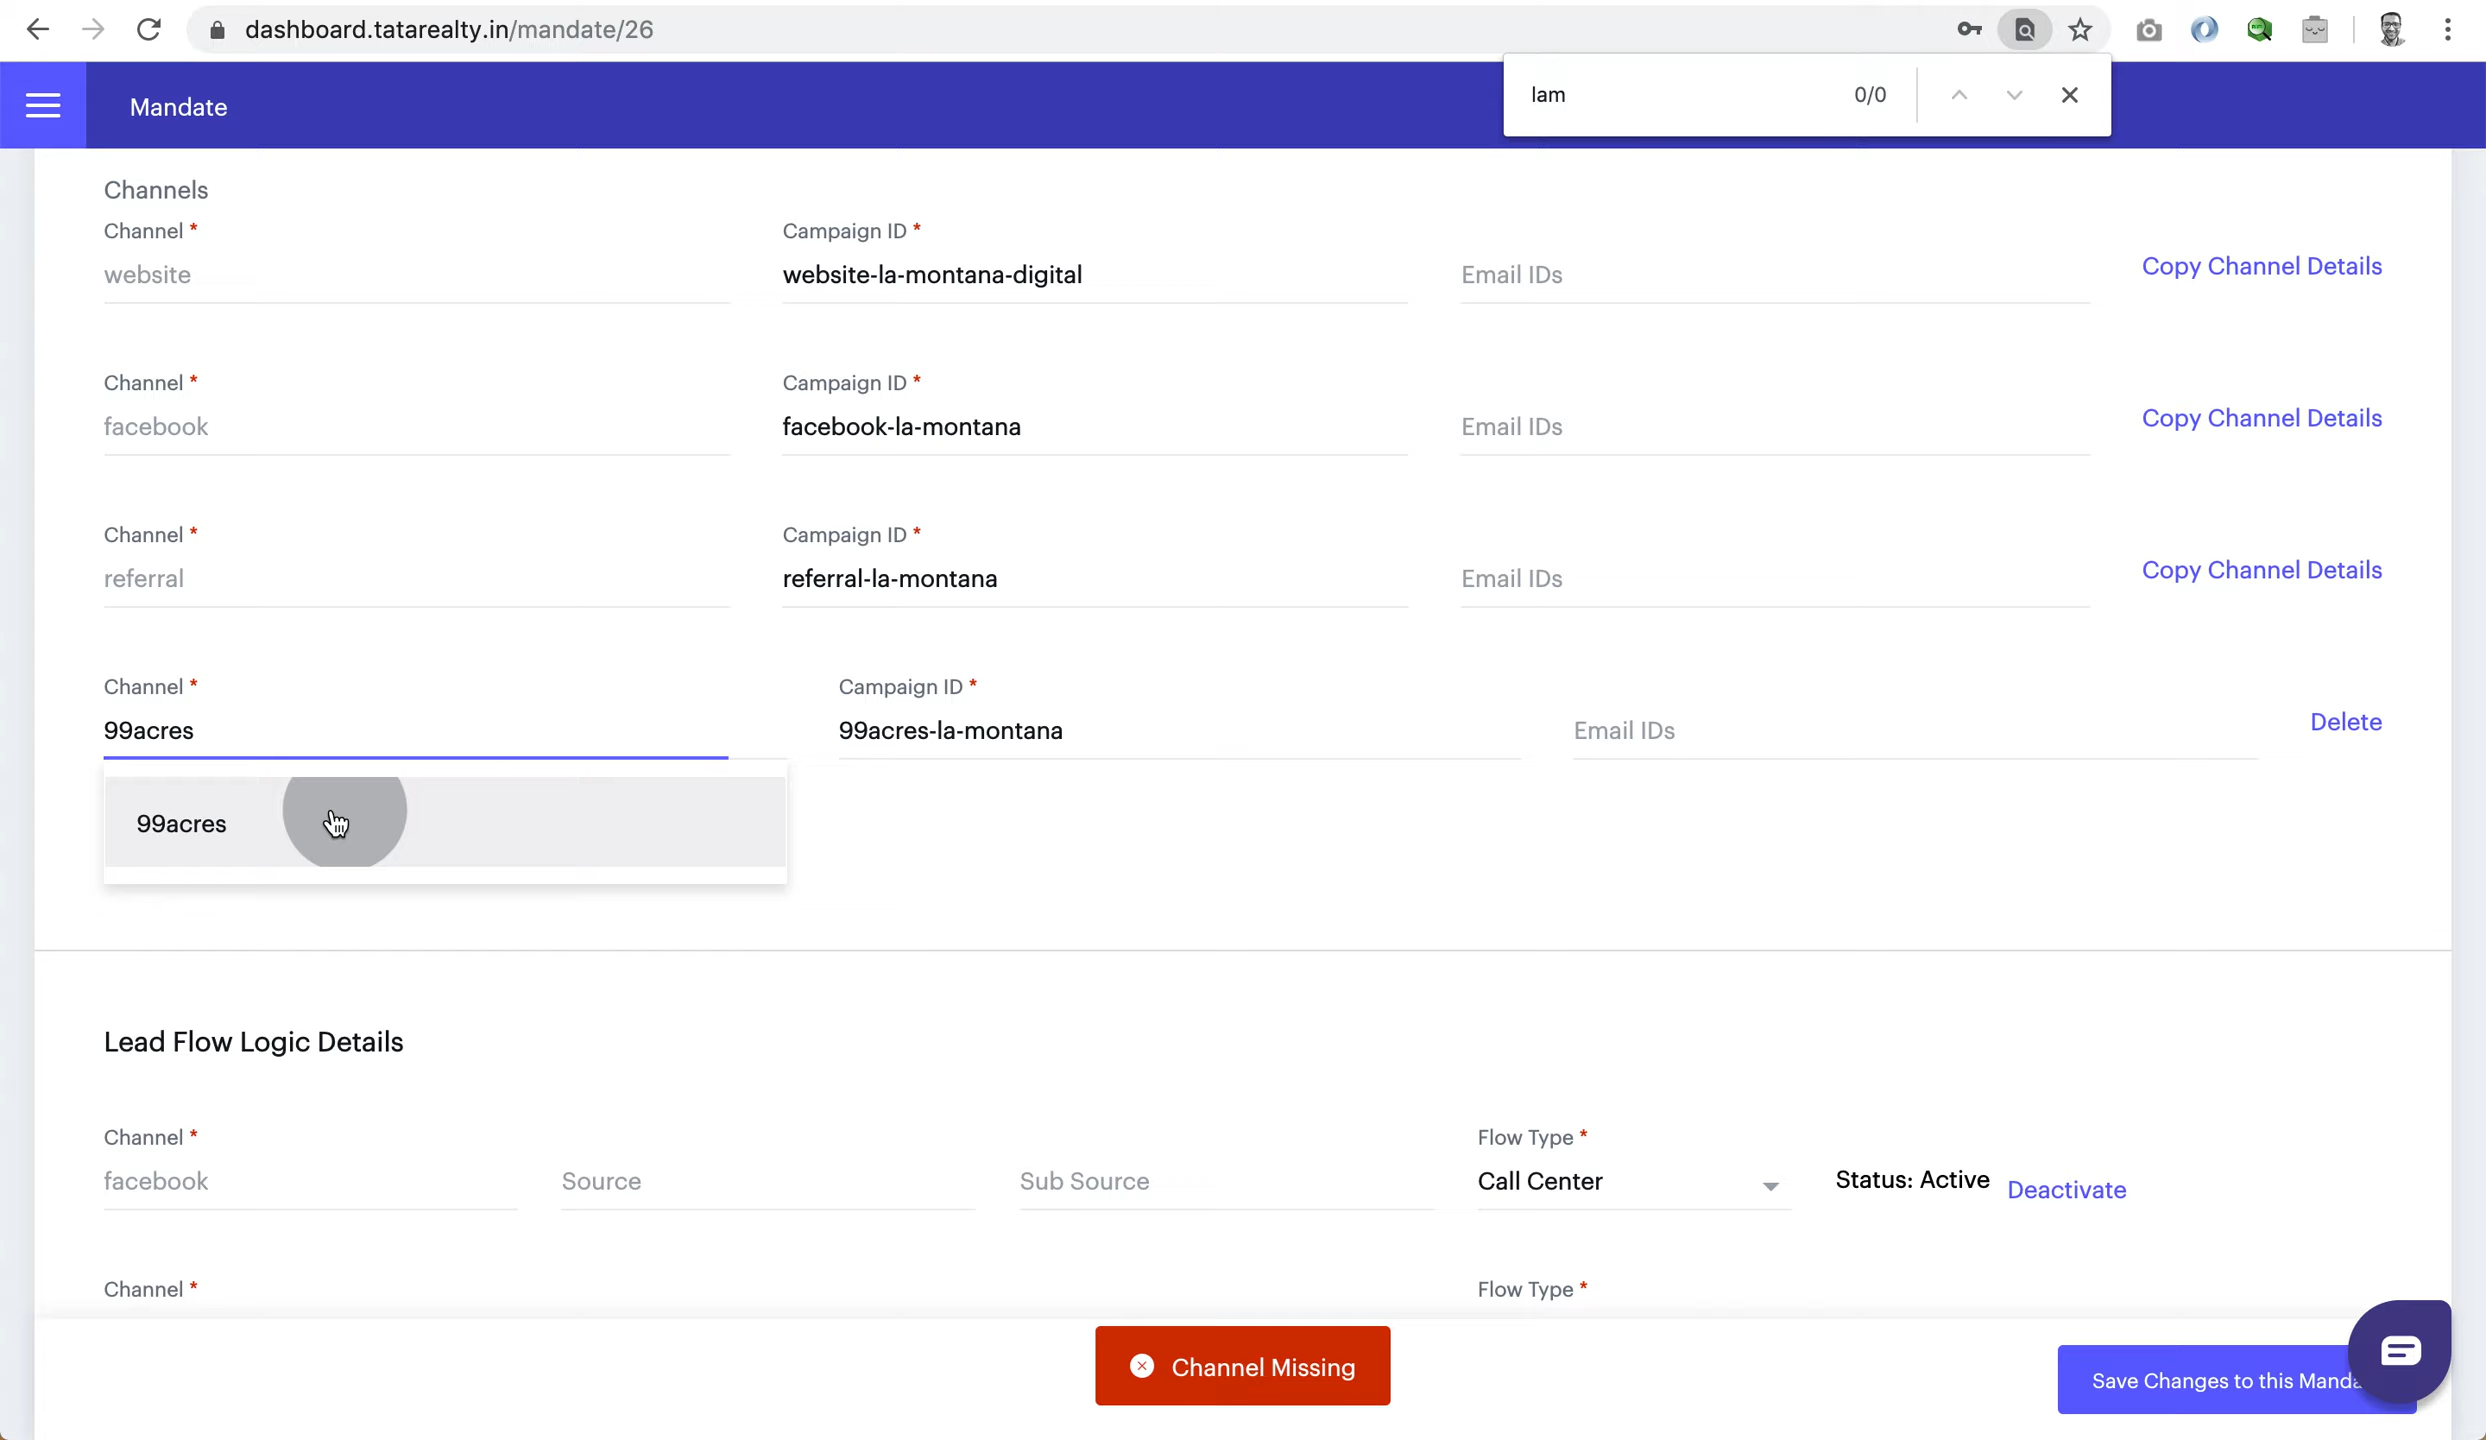 dashboard.tatarealty.in/mandate/26
lam 0/0
Mandate
Channels
Channel * Campaign ID *
website website-la-montana-digital Email IDs Copy Channel Details
Channel * Campaign ID *
facebook facebook-la-montana Email IDs Copy Channel Details
Channel * Campaign ID *
referral referral-la-montana Email IDs Copy Channel Details
Channel * Campaign ID *
99acres 99acres-la-montana Email IDs Delete
99acres
Lead Flow Logic Details
Channel * Flow Type *
facebook Source Sub Source Call Center Status: Active Deactivate
Channel * Flow Type *
Channel Missing
Save Changes to this Manda